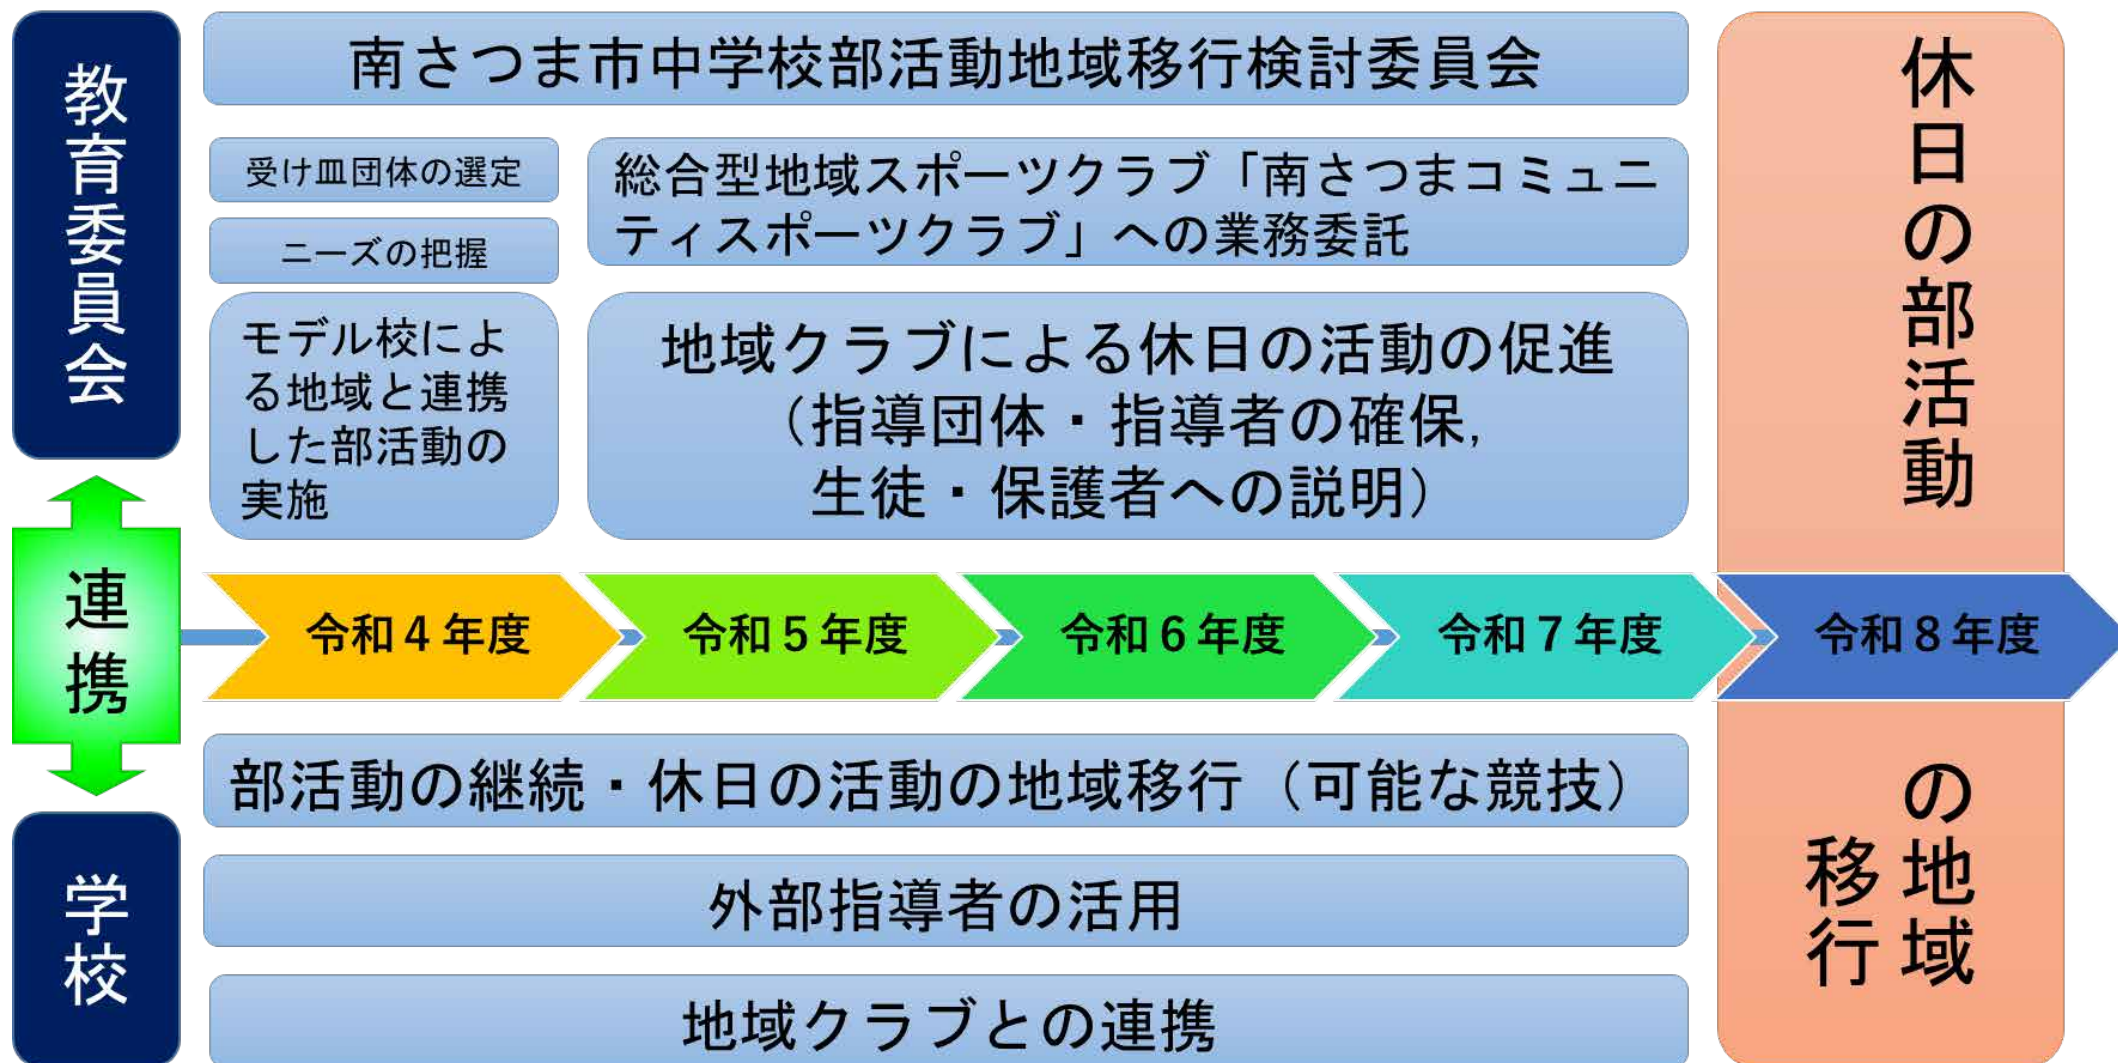 教育委員会
南さつま市中学校部活動地域移行検討委員会
受け皿団体の選定
ニーズの把握
モデル校によ
る地域と連携
した部活動の
実施
総合型地域スポーツクラブ「南さつまコミュニ
ティスポーツクラブ」への業務委託
地域クラブによる休日の活動の促進
（指導団体・指導者の確保,
生徒・保護者への説明）
連携
令和４年度
令和５年度
令和６年度
令和７年度
令和８年度
学校
部活動の継続・休日の活動の地域移行（可能な競技）
外部指導者の活用
地域クラブとの連携
休日の部活動の地域
移行